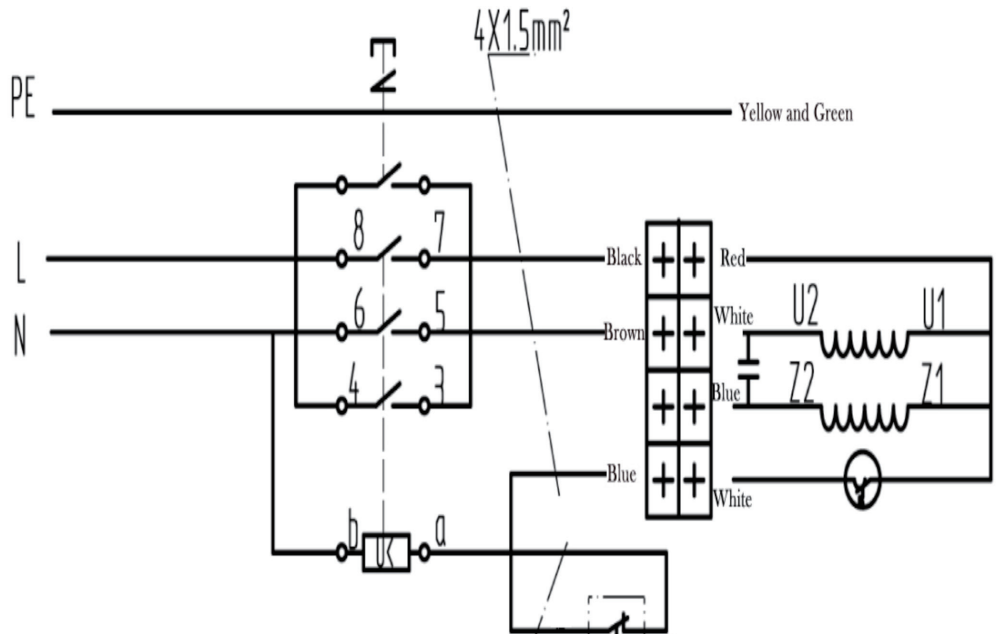 4X1.5mm²
PE
Yellow and Green
8
7
L
Black
Red
6
5
White
U2
U1
N
Brown
4
3
Blue
Z2
Z1
Blue
White
b
U<
a